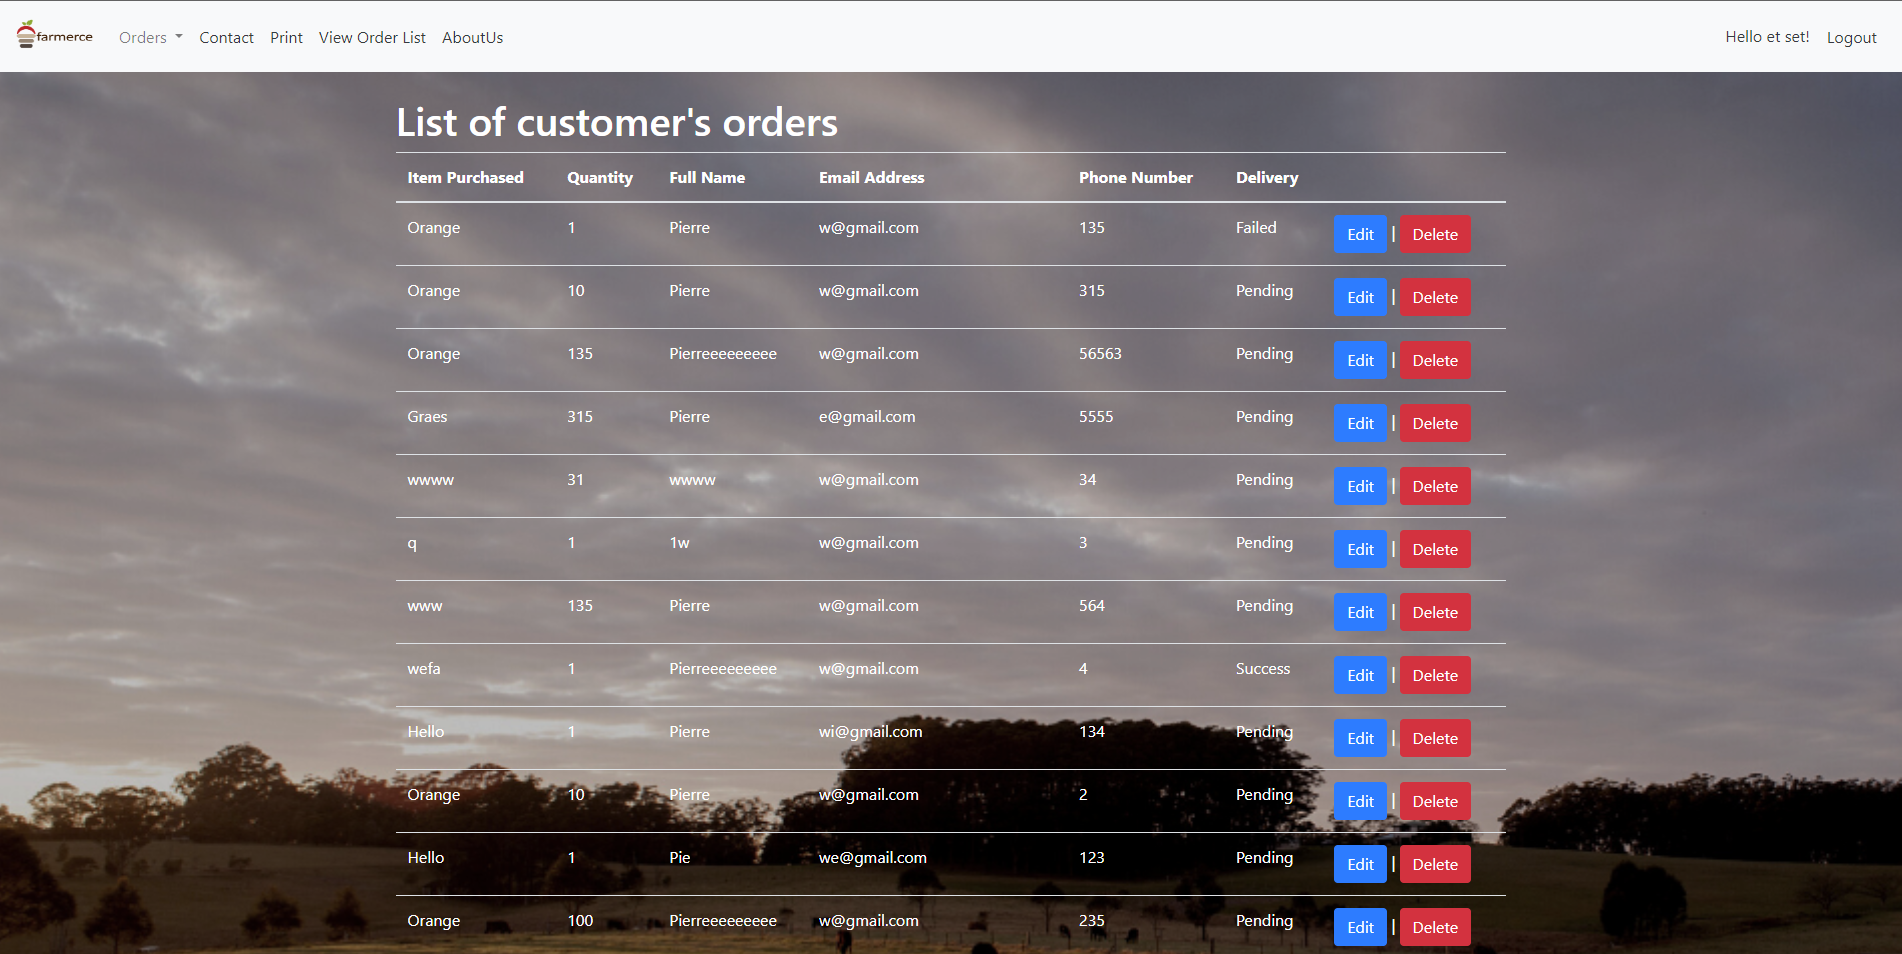 farmerce Orders Contact Print View Order List AboutUs Hello et set! Logout
List of customer's orders
Item Purchased Quantity Full Name Email Address Phone Number Delivery
Orange 1 Pierre w@gmail.com 135 Failed Edit | Delete
Orange 10 Pierre w@gmail.com 315 Pending Edit | Delete
Orange 135 Pierreeeeeeeee w@gmail.com 56563 Pending Edit | Delete
Graes 315 Pierre e@gmail.com 5555 Pending Edit | Delete
wwww 31 wwww w@gmail.com 34 Pending Edit | Delete
q 1 1w w@gmail.com 3 Pending Edit | Delete
www 135 Pierre w@gmail.com 564 Pending Edit | Delete
wefa 1 Pierreeeeeeeee w@gmail.com 4 Success Edit | Delete
Hello 1 Pierre wi@gmail.com 134 Pending Edit | Delete
Orange 10 Pierre w@gmail.com 2 Pending Edit | Delete
Hello 1 Pie we@gmail.com 123 Pending Edit | Delete
Orange 100 Pierreeeeeeeee w@gmail.com 235 Pending Edit | Delete